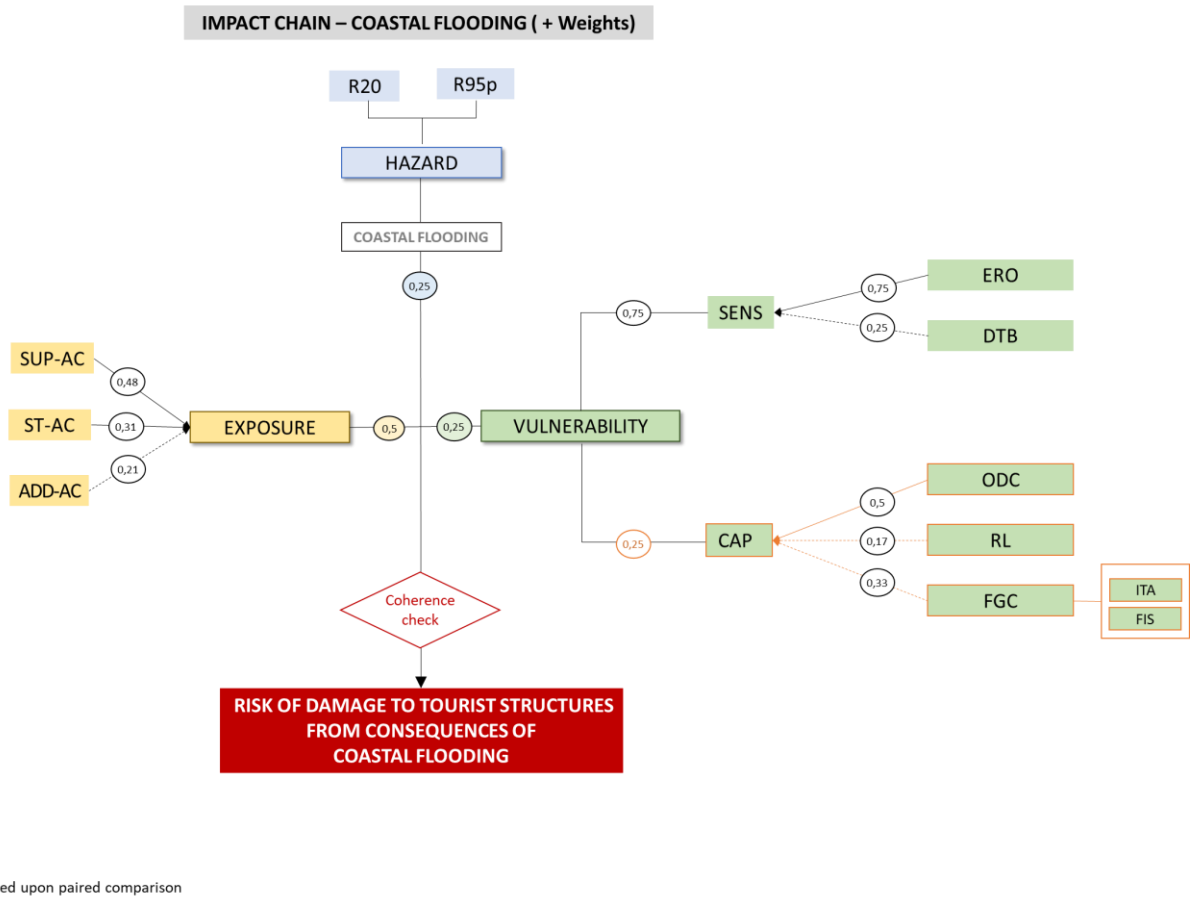 IMPACT CHAIN – COASTAL FLOODING ( + Weights)
R20
R95p
HAZARD
COASTAL FLOODING
0,25
SUP-AC
0,48
ST-AC
0,31
ADD-AC
0,21
EXPOSURE
0,5
0,25
VULNERABILITY
0,75
SENS
0,75
ERO
0,25
DTB
0,25
CAP
0,5
ODC
0,17
RL
0,33
FGC
ITA
FIS
Coherence
check
RISK OF DAMAGE TO TOURIST STRUCTURES
FROM CONSEQUENCES OF
COASTAL FLOODING
ed upon paired comparison